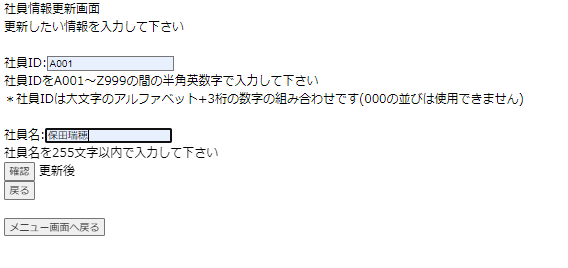 社員情報更新画面
更新したい情報を入力して下さい
社員ID:A001
社員IDをA001～Z999の間の半角英数字で入力して下さい
＊社員IDは大文字のアルファベット+3桁の数字の組み合わせです(000の並びは使用できません)
社員名:保田瑞穂
社員名を255文字以内で入力して下さい
確認 更新後
戻る
メニュー画面へ戻る